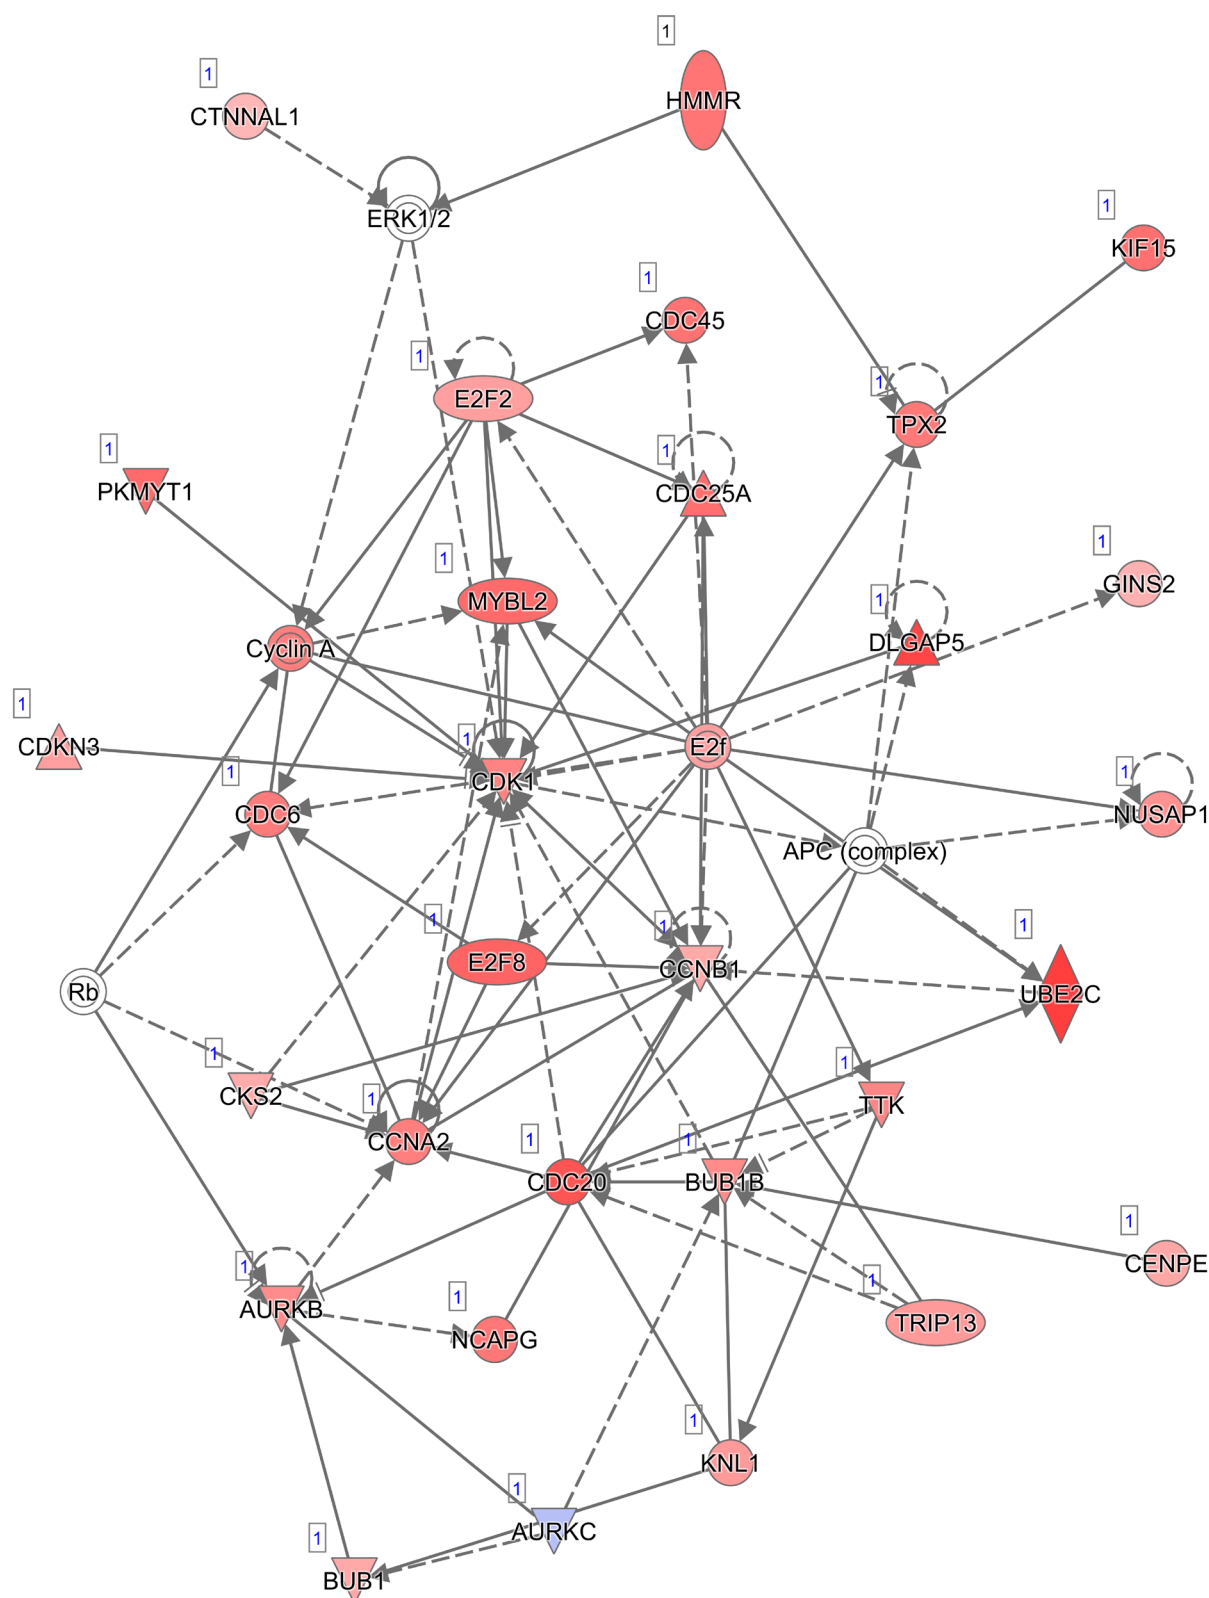 1
HMMR
1
CTNNAL1
ERK1/2
1
KIF15
1
CDC45
1
E2F2
1
TPX2
1
PKMYT1
1
CDC25A
1
MYBL2
1
GINS2
1
DLGAP5
Cyclin A
1
CDKN3
1
CDK1
E2f
1
CDC6
1
NUSAP1
APC (complex)
1
E2F8
1
CCNB1
1
UBE2C
Rb
1
CKS2
1
CCNA2
1
TTK
1
CDC20
1
BUB1B
1
CENPE
1
AURKB
1
NCAPG
1
TRIP13
1
KNL1
1
AURKC
1
BUB1